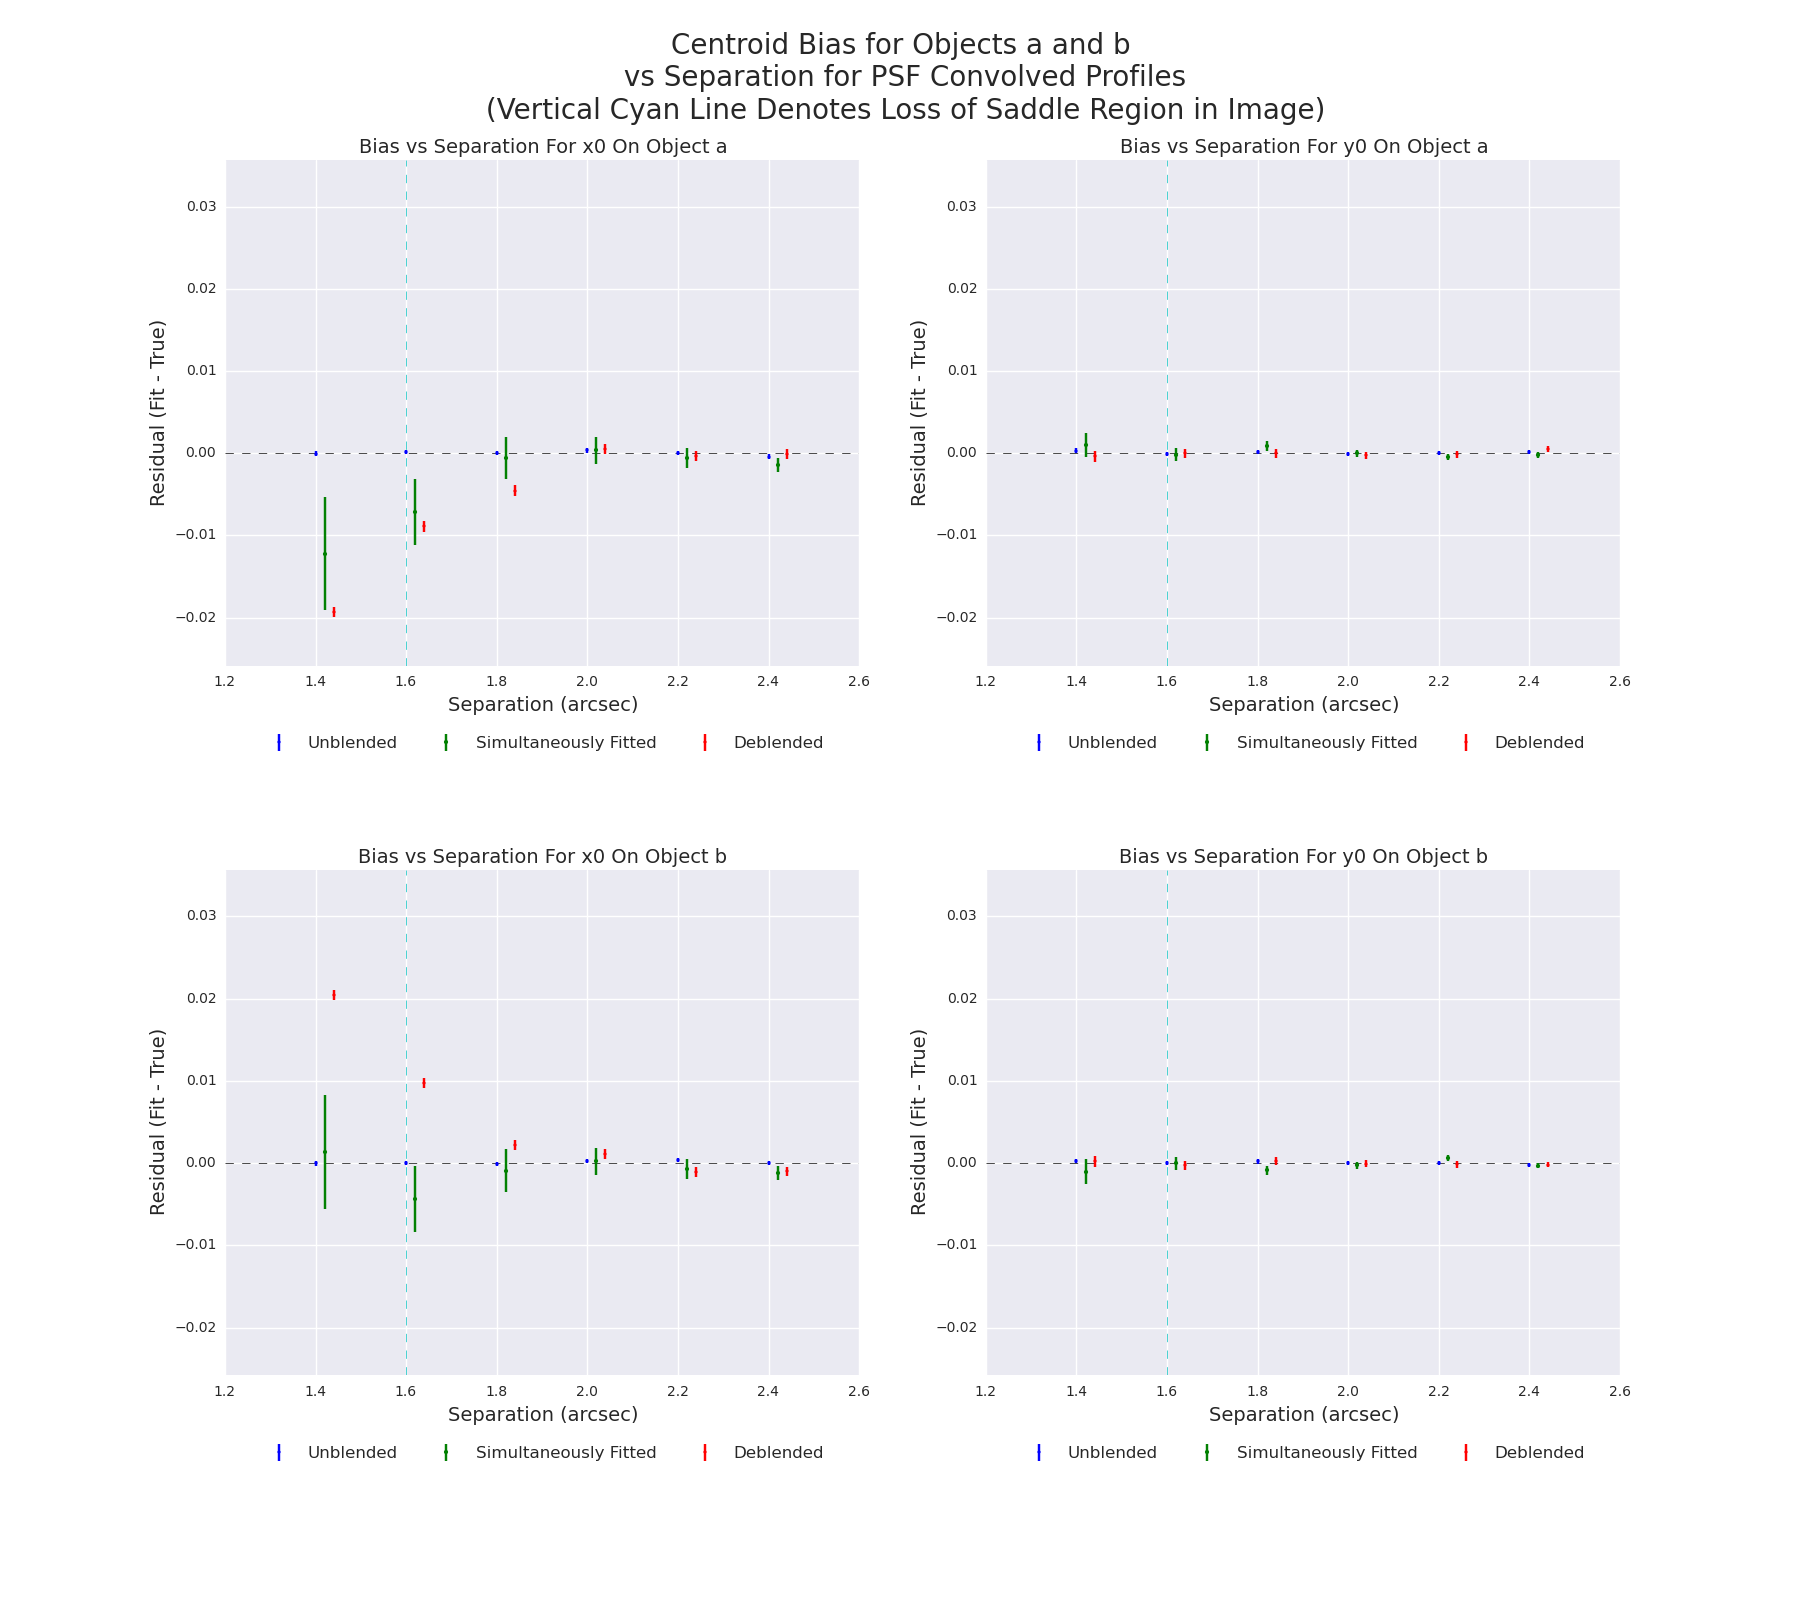 Centroid Bias for Objects a and b
vs Separation for PSF Convolved Profiles
(Vertical Cyan Line Denotes Loss of Saddle Region in Image)
Bias vs Separation For x0 On Object a
0.03
0.02
0.01
0.00
−0.01
−0.02
Residual (Fit - True)
1.2 1.4 1.6 1.8 2.0 2.2 2.4 2.6
Separation (arcsec)
Unblended Simultaneously Fitted Deblended
Bias vs Separation For y0 On Object a
0.03
0.02
0.01
0.00
−0.01
−0.02
Residual (Fit - True)
1.2 1.4 1.6 1.8 2.0 2.2 2.4 2.6
Separation (arcsec)
Unblended Simultaneously Fitted Deblended
Bias vs Separation For x0 On Object b
0.03
0.02
0.01
0.00
−0.01
−0.02
Residual (Fit - True)
1.2 1.4 1.6 1.8 2.0 2.2 2.4 2.6
Separation (arcsec)
Unblended Simultaneously Fitted Deblended
Bias vs Separation For y0 On Object b
0.03
0.02
0.01
0.00
−0.01
−0.02
Residual (Fit - True)
1.2 1.4 1.6 1.8 2.0 2.2 2.4 2.6
Separation (arcsec)
Unblended Simultaneously Fitted Deblended